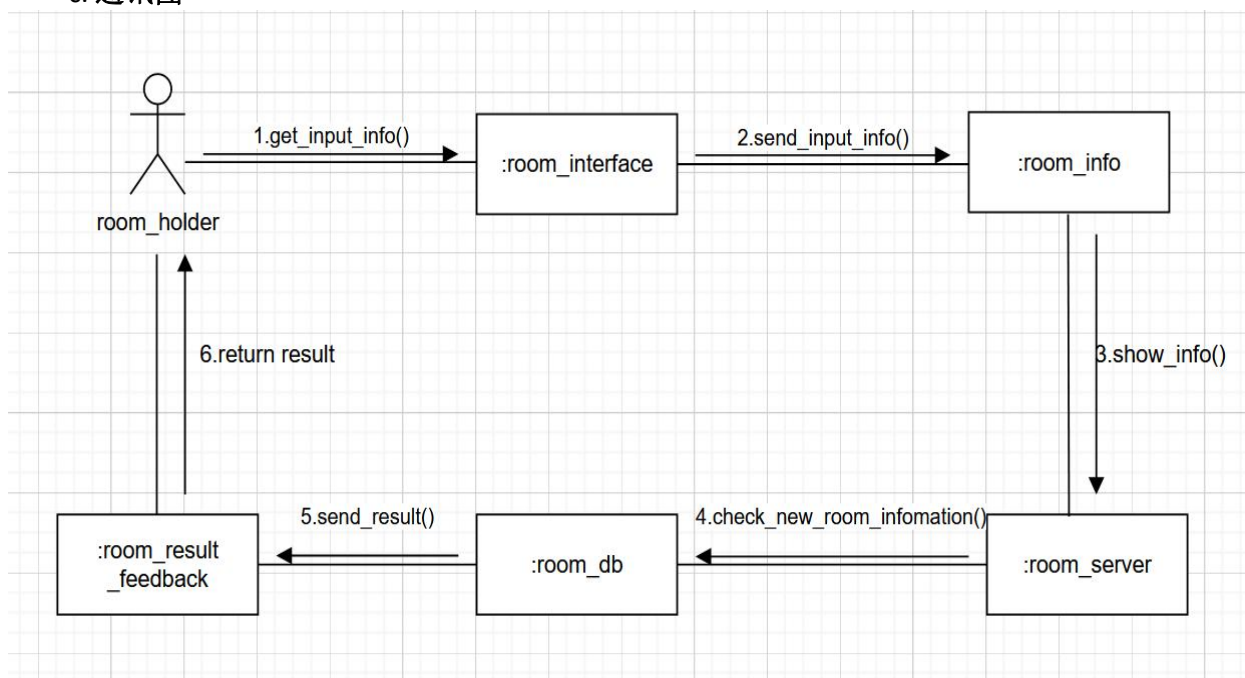 1.get_input_info()
:room_interface
2.send_input_info()
:room_info
room_holder
6.return result
3.show_info()
5.send_result()
4.check_new_room_infomation()
:room_result
_feedback
:room_db
:room_server